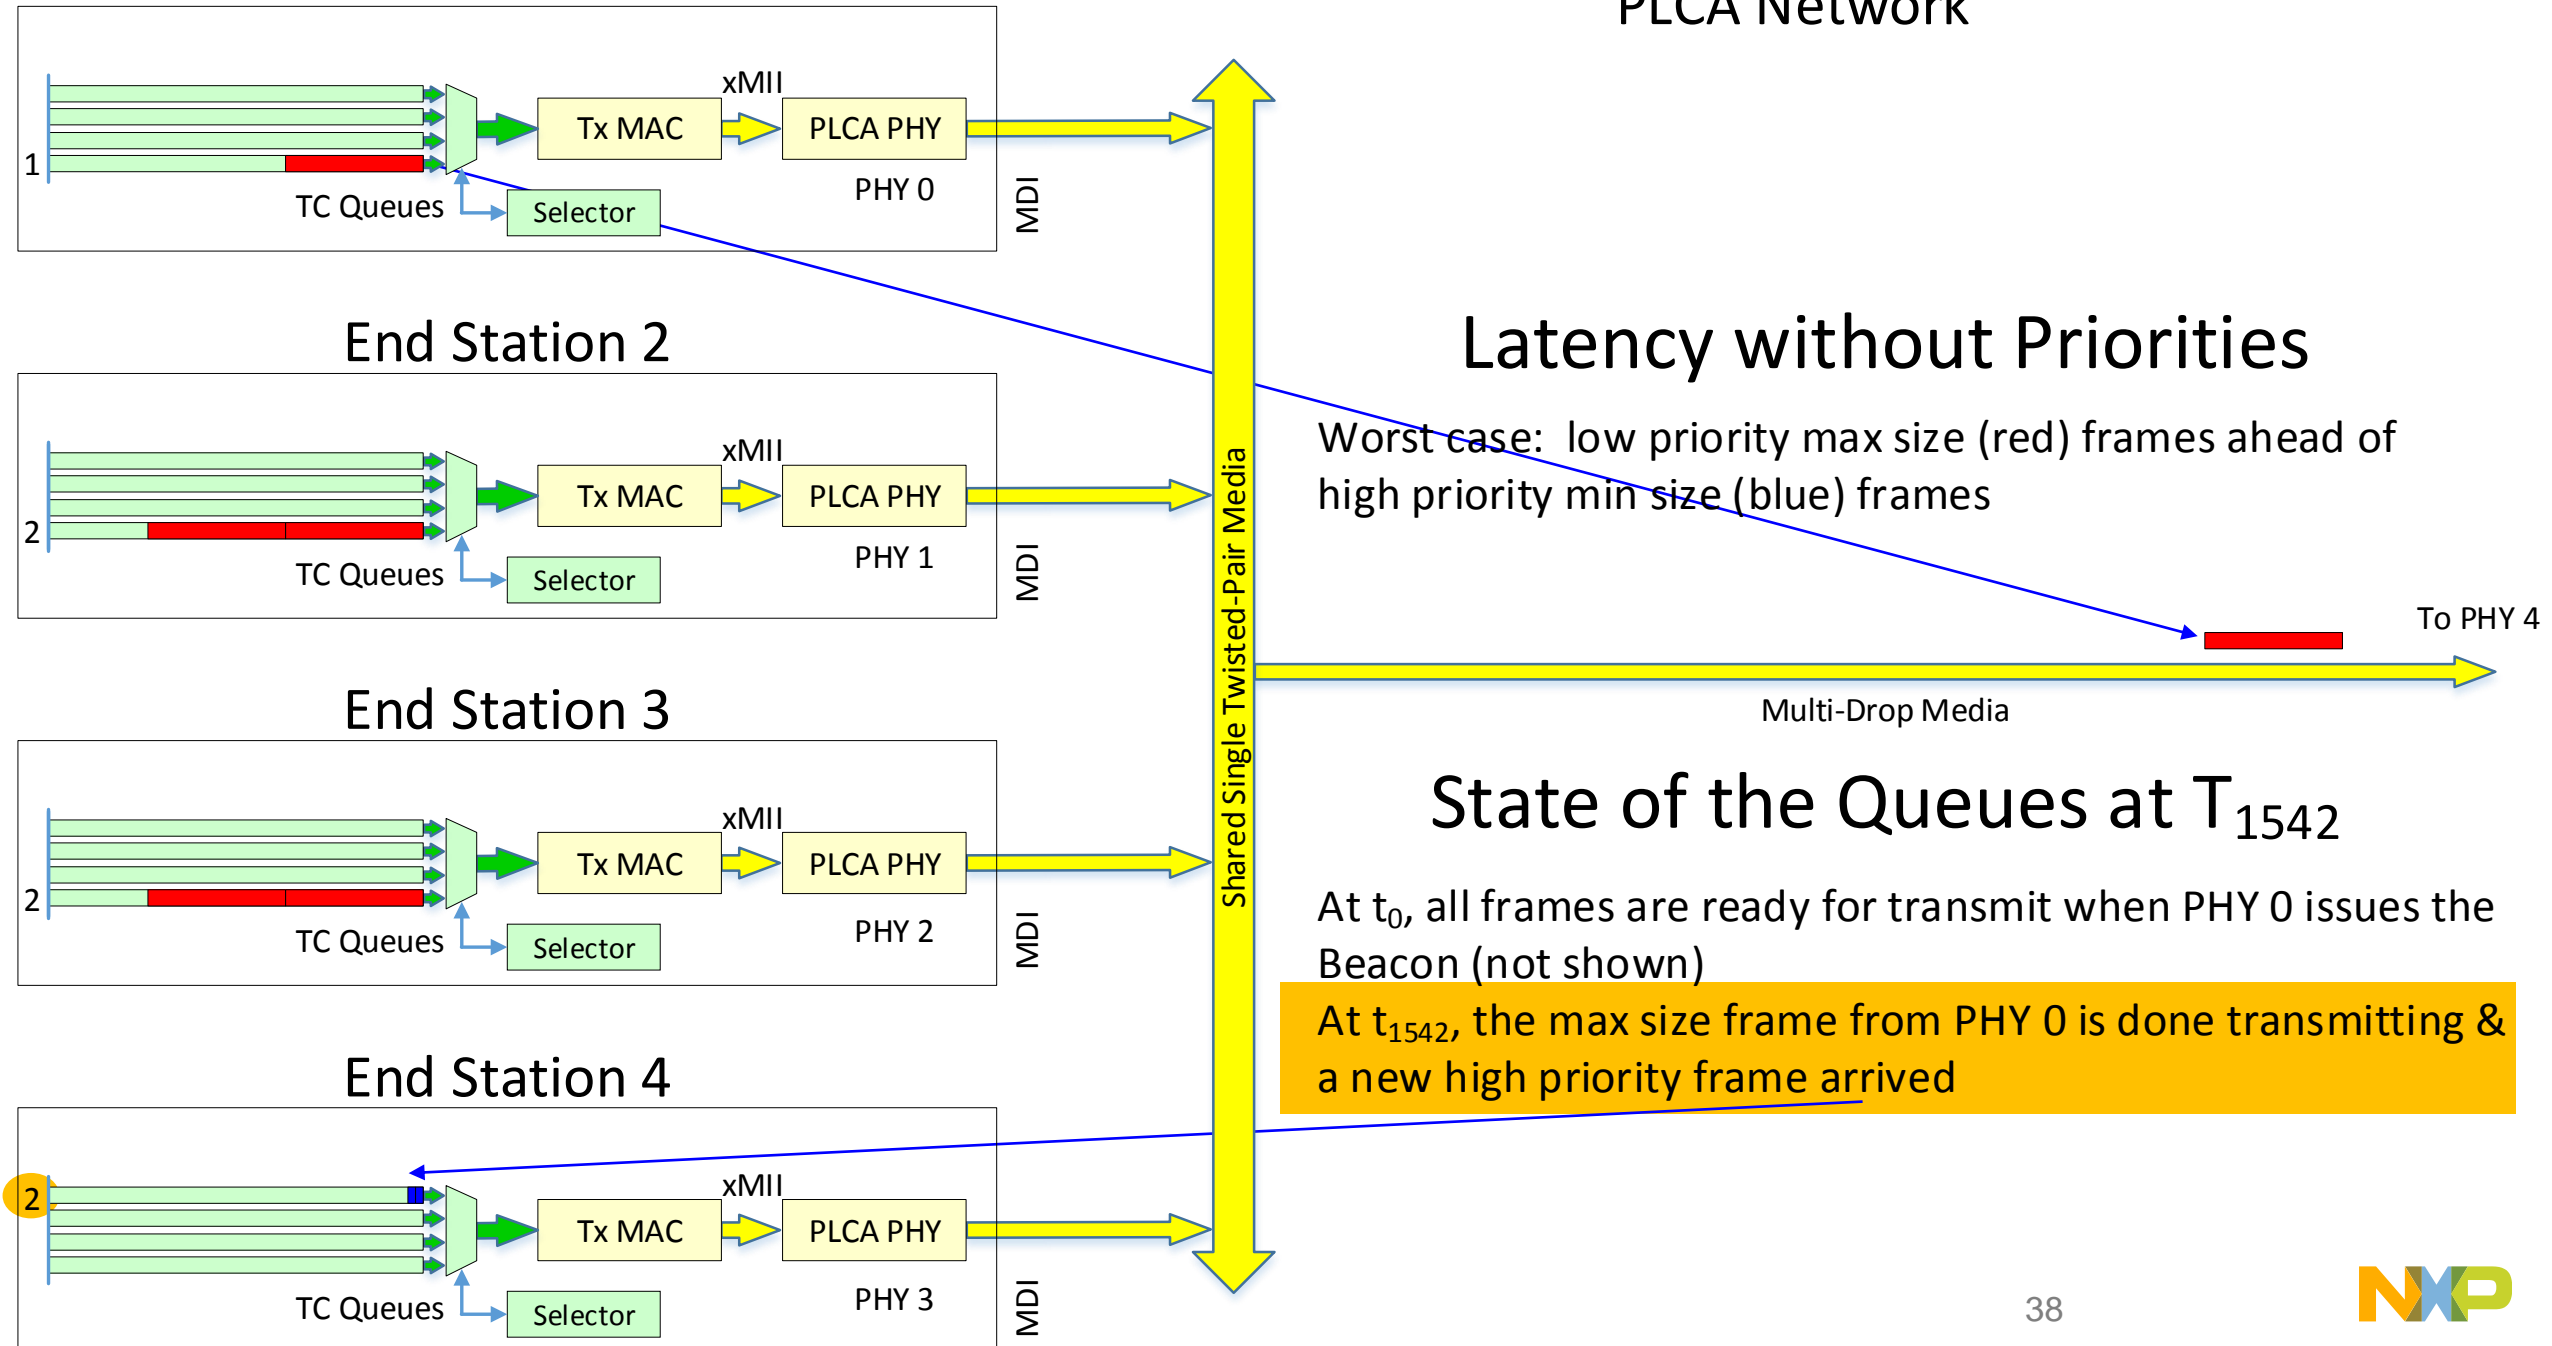 PLCA Network
xMII
Tx MAC
PLCA PHY
1
PHY 0
TC Queues
Selector
MDI
End Station 2
xMII
Tx MAC
PLCA PHY
2
PHY 1
TC Queues
Selector
MDI
End Station 3
xMII
Tx MAC
PLCA PHY
2
PHY 2
TC Queues
Selector
MDI
End Station 4
xMII
2
Tx MAC
PLCA PHY
PHY 3
TC Queues
Selector
MDI
Shared Single Twisted-Pair Media
Latency without Priorities
Worst case:  low priority max size (red) frames ahead of
high priority min size (blue) frames
To PHY 4
Multi-Drop Media
State of the Queues at T1542
At t0, all frames are ready for transmit when PHY 0 issues the
Beacon (not shown)
At t1542, the max size frame from PHY 0 is done transmitting &
a new high priority frame arrived
38
NXP